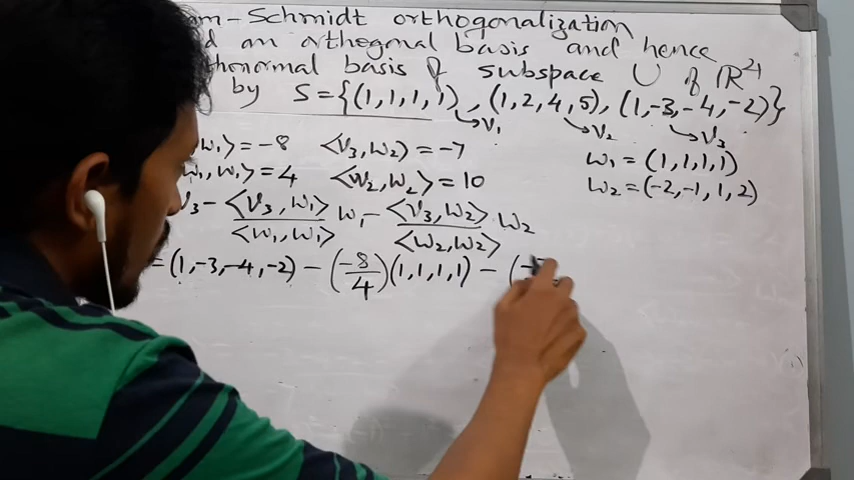 m-Schmidt orthogonalization
d an orthogonal basis and hence
thonormal basis of subspace U of ℝ⁴
by S = {(1,1,1,1), (1,2,4,5), (1,-3,-4,-2)}
→ v₁ → v₂ → v₃
w₁⟩ = -8 ⟨v₃, w₂⟩ = -7 w₁ = (1,1,1,1)
w₁, w₁⟩ = 4 ⟨w₂, w₂⟩ = 10 w₂ = (-2,-1,1,2)
v₃ - ⟨v₃, w₁⟩/⟨w₁, w₁⟩ w₁ - ⟨v₃, w₂⟩/⟨w₂, w₂⟩ · w₂
= (1,-3,-4,-2) - (-8/4)(1,1,1,1) - (-